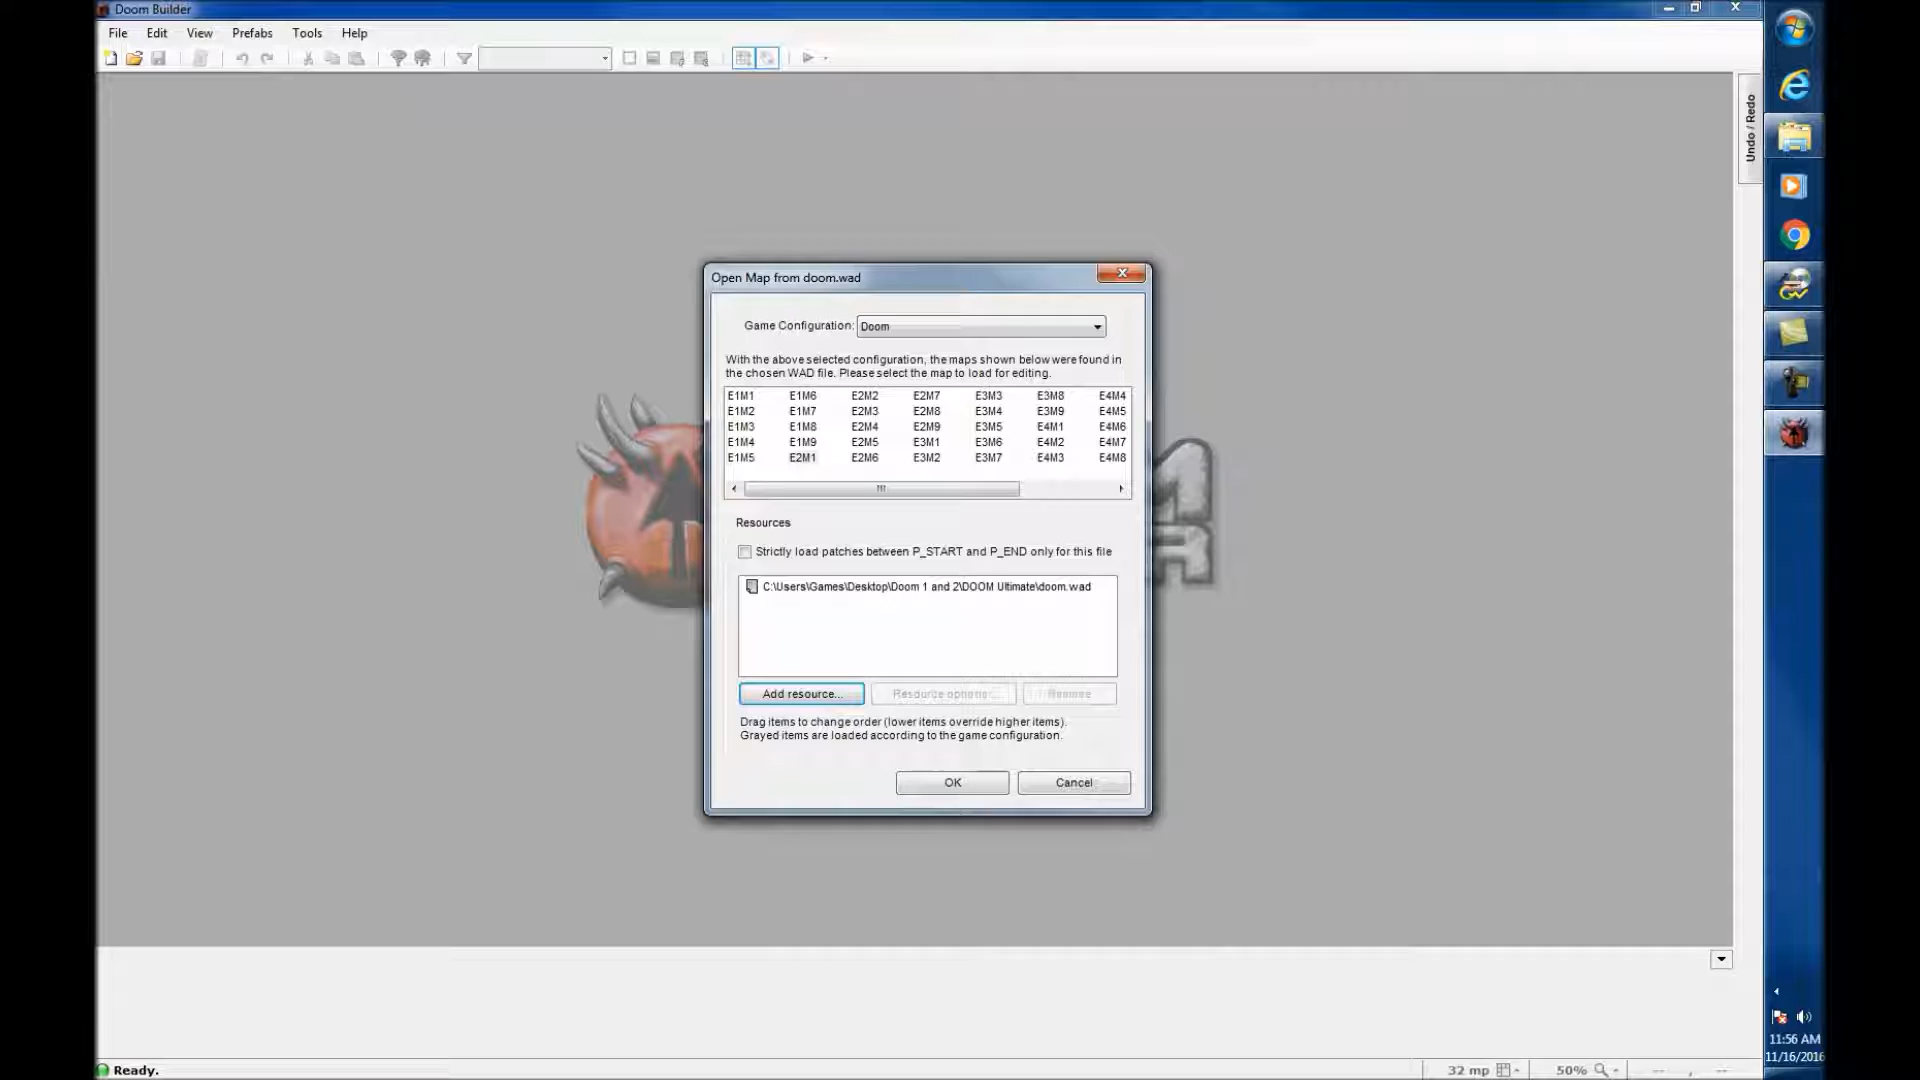 Doom Builder
File Edit View Prefabs Tools Help
Undo / Redo
Open Map from doom.wad
Game Configuration: Doom
With the above selected configuration, the maps shown below were found in
the chosen WAD file. Please select the map to load for editing.
E1M1 E1M6 E2M2 E2M7 E3M3 E3M8 E4M4
E1M2 E1M7 E2M3 E2M8 E3M4 E3M9 E4M5
E1M3 E1M8 E2M4 E2M9 E3M5 E4M1 E4M6
E1M4 E1M9 E2M5 E3M1 E3M6 E4M2 E4M7
E1M5 E2M1 E2M6 E3M2 E3M7 E4M3 E4M8
Resources
Strictly load patches between P_START and P_END only for this file
C:\Users\Games\Desktop\Doom 1 and 2\DOOM Ultimate\doom.wad
Add resource... Resource options... Remove
Drag items to change order (lower items override higher items).
Grayed items are loaded according to the game configuration.
OK Cancel
11:56 AM
11/16/2016
Ready. 32 mp 50% -- , --